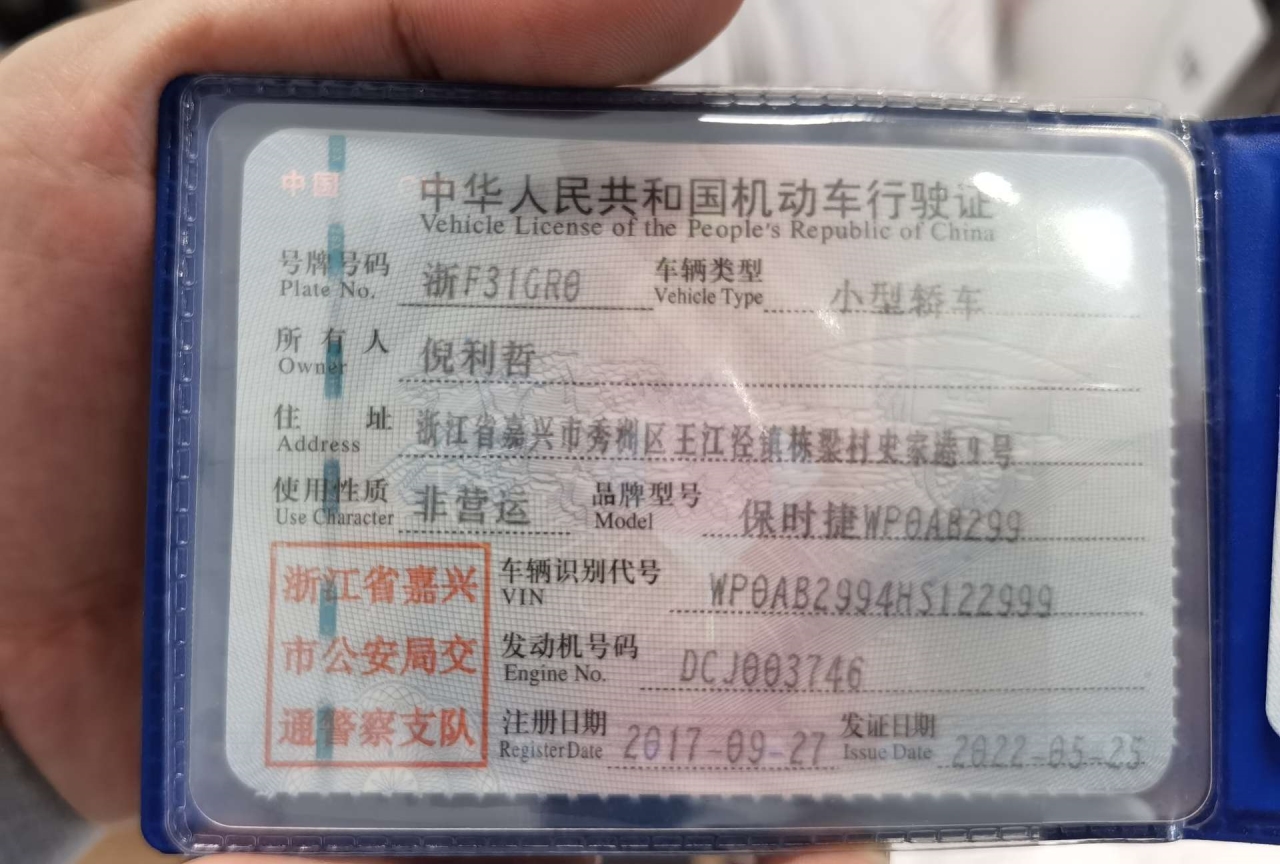 中国
中华人民共和国机动车行驶证
Vehicle License of the People's Republic of China
号牌号码 浙F31GR0 车辆类型 小型轿车
Plate No. Vehicle Type
所有人 倪利哲
Owner
住址 浙江省嘉兴市秀洲区王江泾镇栋梁村史家港9号
Address
使用性质 非营运 品牌型号 保时捷WP0AB299
Use Character Model
浙江省嘉兴
市公安局交
通警察支队
车辆识别代号 WP0AB2994HS122999
VIN
发动机号码 DCJ003746
Engine No.
注册日期 2017-09-27 发证日期 2022-05-25
Register Date Issue Date